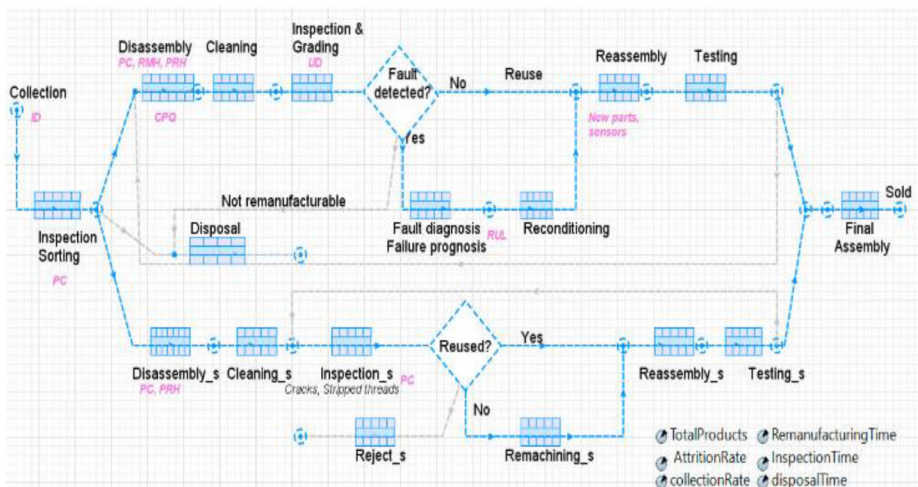 Collection
ID
Disassembly
PC, RMH, PRH
CPQ
Cleaning
Inspection &
Grading
UD
Fault
detected?
No
Yes
Reuse
Reassembly
New parts,
sensors
Testing
Inspection
Sorting
PC
Not remanufacturable
Disposal
Fault diagnosis
Failure prognosis
RUL
Reconditioning
Sold
Final
Assembly
Disassembly_s
PC, PRH
Cleaning_s
Inspection_s
Cracks, Stripped threads
PC
Reused?
Yes
No
Reassembly_s
Testing_s
Reject_s
Remachining_s
TotalProducts
RemanufacturingTime
AttritionRate
InspectionTime
collectionRate
disposalTime